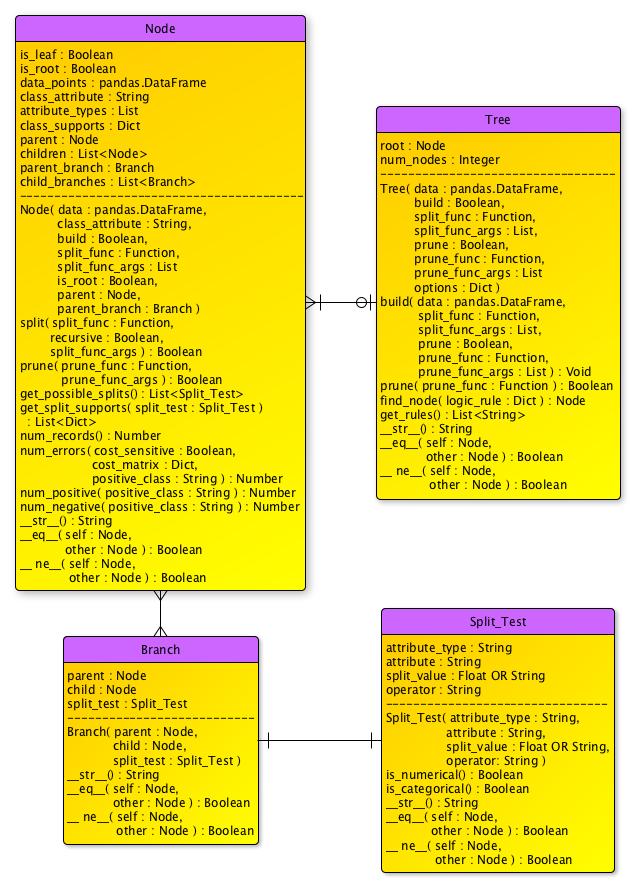 Node
is_leaf : Boolean
is_root : Boolean
data_points : pandas.DataFrame
class_attribute : String
attribute_types : List
class_supports : Dict
parent : Node
children : List<Node>
parent_branch : Branch
child_branches : List<Branch>
Node( data : pandas.DataFrame,
class_attribute : String,
build : Boolean,
split_func : Function,
split_func_args : List
is_root : Boolean,
parent : Node,
parent_branch : Branch )
split( split_func : Function,
recursive : Boolean,
split_func_args ) : Boolean
prune( prune_func : Function,
prune_func_args ) : Boolean
get_possible_splits() : List<Split_Test>
get_split_supports( split_test : Split_Test )
: List<Dict>
num_records() : Number
num_errors( cost_sensitive : Boolean,
cost_matrix : Dict,
positive_class : String ) : Number
num_positive( positive_class : String ) : Number
num_negative( positive_class : String ) : Number
__str__() : String
__eq__( self : Node,
other : Node ) : Boolean
__ ne__( self : Node,
other : Node ) : Boolean
Tree
root : Node
num_nodes : Integer
Tree( data : pandas.DataFrame,
build : Boolean,
split_func : Function,
split_func_args : List,
prune : Boolean,
prune_func : Function,
prune_func_args : List
options : Dict )
build( data : pandas.DataFrame,
split_func : Function,
split_func_args : List,
prune : Boolean,
prune_func : Function,
prune_func_args : List ) : Void
prune( prune_func : Function ) : Boolean
find_node( logic_rule : Dict ) : Node
get_rules() : List<String>
__str__() : String
__eq__( self : Node,
other : Node ) : Boolean
__ ne__( self : Node,
other : Node ) : Boolean
Branch
parent : Node
child : Node
split_test : Split_Test
Branch( parent : Node,
child : Node,
split_test : Split_Test )
__str__() : String
__eq__( self : Node,
other : Node ) : Boolean
__ ne__( self : Node,
other : Node ) : Boolean
Split_Test
attribute_type : String
attribute : String
split_value : Float OR String
operator : String
Split_Test( attribute_type : String,
attribute : String,
split_value : Float OR String,
operator: String )
is_numerical() : Boolean
is_categorical() : Boolean
__str__() : String
__eq__( self : Node,
other : Node ) : Boolean
__ ne__( self : Node,
other : Node ) : Boolean